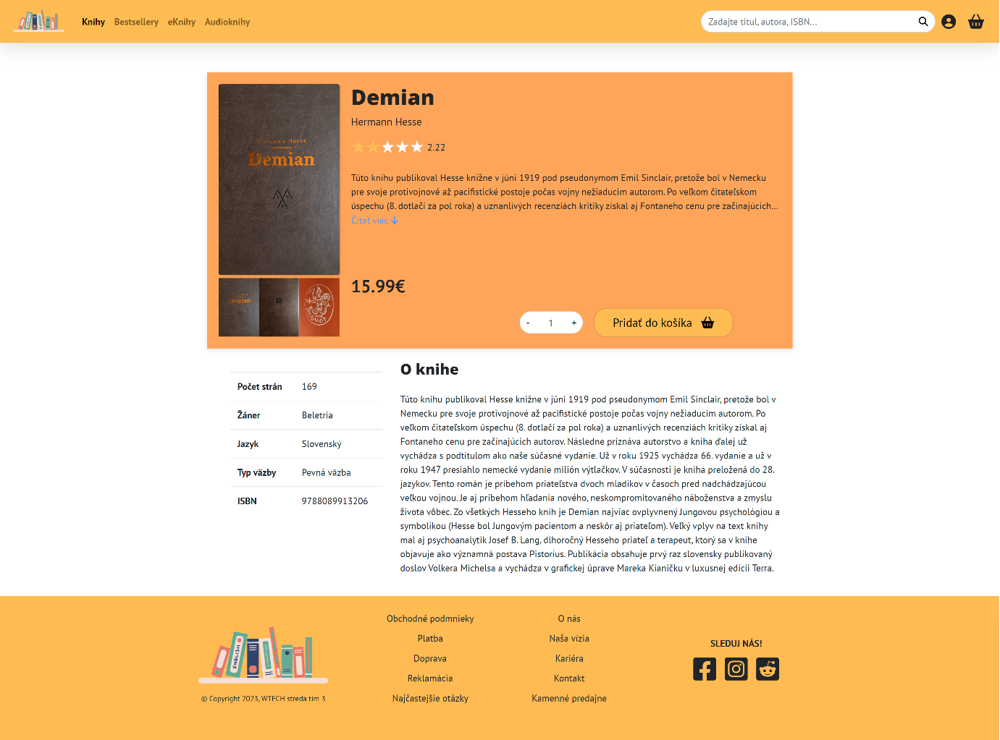 Knihy Bestsellery eKnihy Audioknihy
Zadajte titul, autora, ISBN...
Demian
Hermann Hesse
2.22
Túto knihu publikoval Hesse knižne v júni 1919 pod pseudonymom Emil Sinclair, pretože bol v Nemecku
pre svoje protivojnové až pacifistické postoje počas vojny nežiaducim autorom. Po veľkom čitateľskom
úspechu (8. dotlačí za pol roka) a uznanlivých recenziách kritiky získal aj Fontaneho cenu pre začínajúcich...
Čítať viac
Hermann Hesse
Demian
Demian
15.99€
- 1 +
Pridať do košíka
Počet strán 169
Žáner Beletria
Jazyk Slovenský
Typ väzby Pevná väzba
ISBN 9788089913206
O knihe
Túto knihu publikoval Hesse knižne v júni 1919 pod pseudonymom Emil Sinclair, pretože bol v
Nemecku pre svoje protivojnové až pacifistické postoje počas vojny nežiaducim autorom. Po
veľkom čitateľskom úspechu (8. dotlačí za pol roka) a uznanlivých recenziách kritiky získal aj
Fontaneho cenu pre začínajúcich autorov. Následne priznáva autorstvo a kniha ďalej už
vychádza s podtitulom ako naše súčasné vydanie. Už v roku 1925 vychádza 66. vydanie a už v
roku 1947 presiahlo nemecké vydanie milión výtlačkov. V súčasnosti je kniha preložená do 28.
jazykov. Tento román je príbehom priateľstva dvoch mladíkov v časoch pred nadchádzajúcou
veľkou vojnou. Je aj príbehom hľadania nového, neskompromitovaného náboženstva a zmyslu
života vôbec. Zo všetkých Hesseho kníh je Demian najviac ovplyvnený Jungovou psychológiou a
symbolikou (Hesse bol Jungovým pacientom a neskôr aj priateľom). Veľký vplyv na text knihy
mal aj psychoanalytik Josef B. Lang, dlhoročný Hesseho priateľ a terapeut, ktorý sa v knihe
objavuje ako významná postava Pistorius. Publikácia obsahuje prvý raz slovensky publikovaný
doslov Volkera Michelsa a vychádza v grafickej úprave Mareka Kianičku v luxusnej edícii Terra.
ENGLISH
© Copyright 2023, WTECH streda tím 3
Obchodné podmnieky
Platba
Doprava
Reklamácia
Najčastejšie otázky
O nás
Naša vízia
Kariéra
Kontakt
Kamenné predajne
SLEDUJ NÁS!